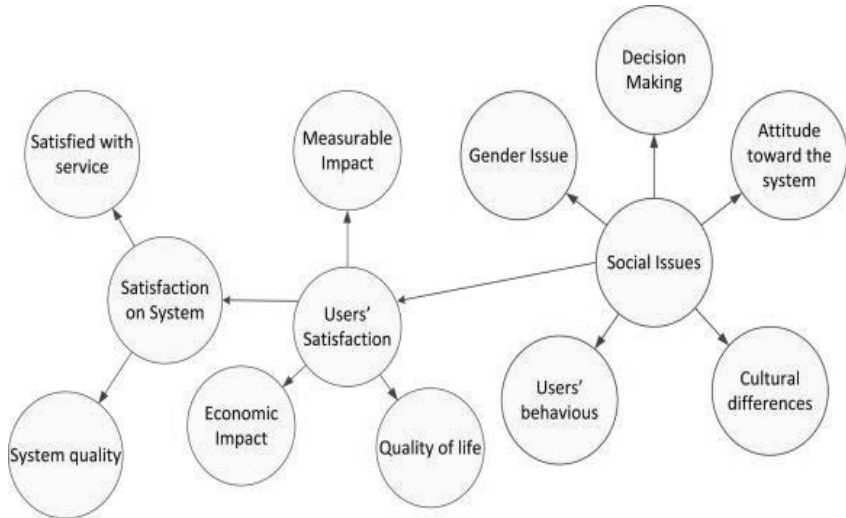 Decision
Making
Satisfied with
service
Measurable
Impact
Gender Issue
Attitude
toward the
system
Social Issues
Satisfaction
on System
Users’
Satisfaction
Users’
behavious
Cultural
differences
Economic
Impact
System quality
Quality of life